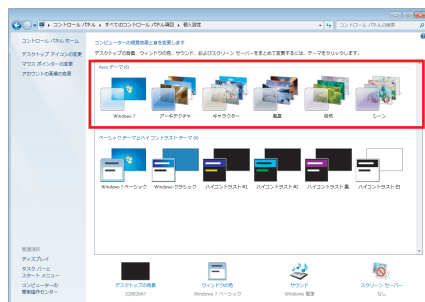 コントロール パネル ▸ すべてのコントロール パネル項目 ▸ 個人設定
コントロール パネルの検索
コントロール パネル ホーム
デスクトップ アイコンの変更
マウス ポインターの変更
アカウントの画像の変更
コンピューターの視覚効果と音を変更します
デスクトップの背景、ウィンドウの色、サウンド、およびスクリーン セーバーをまとめて変更するには、テーマをクリックします。
Aero テーマ (6)
Windows 7
アーキテクチャ
キャラクター
風景
自然
シーン
ベーシック テーマとハイ コントラスト テーマ (6)
Windows 7 ベーシック
Windows クラシック
ハイコントラスト #1
ハイコントラスト #2
ハイコントラスト 黒
ハイコントラスト 白
関連項目
ディスプレイ
タスク バーと
スタート メニュー
コンピューターの
簡単操作センター
デスクトップの背景
ウィンドウの色
Windows 7 ベーシック
サウンド
Windows 標準
スクリーン セーバー
なし